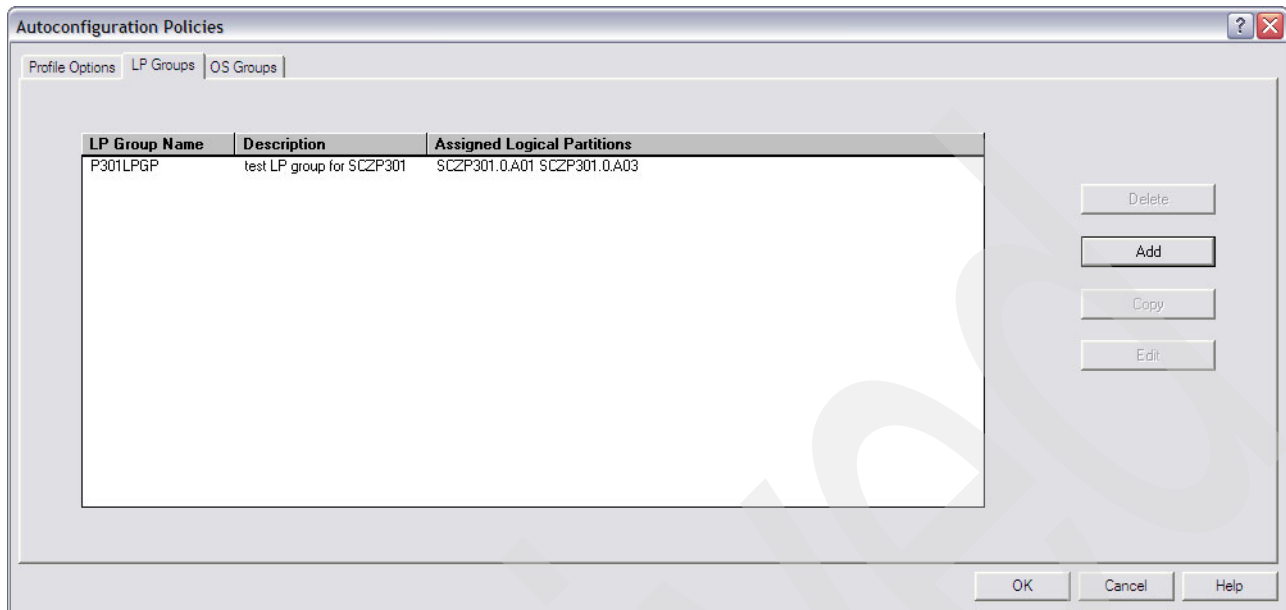 Autoconfiguration Policies
?
Profile Options LP Groups OS Groups
LP Group Name Description Assigned Logical Partitions
P301LPGP test LP group for SCZP301 SCZP301.0.A01 SCZP301.0.A03
Delete
Add
Copy
Edit
OK Cancel Help